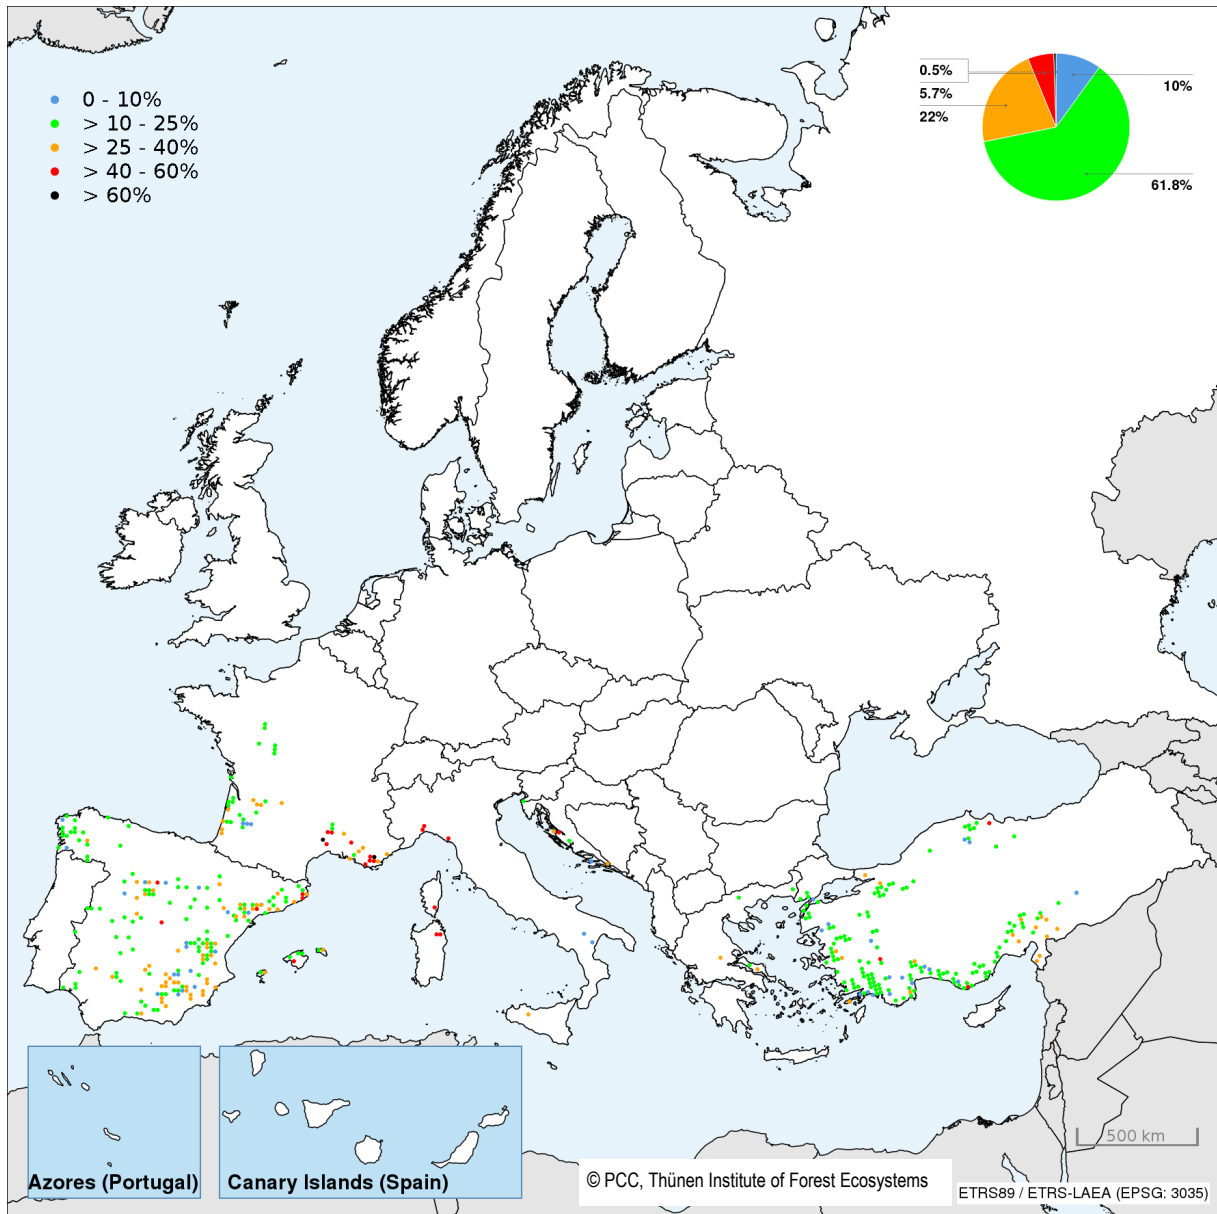 0 - 10%
> 10 - 25%
> 25 - 40%
> 40 - 60%
> 60%
0.5%
5.7%
22%
10%
61.8%
500 km
Azores (Portugal)
Canary Islands (Spain)
© PCC, Thünen Institute of Forest Ecosystems
ETRS89 / ETRS-LAEA (EPSG: 3035)